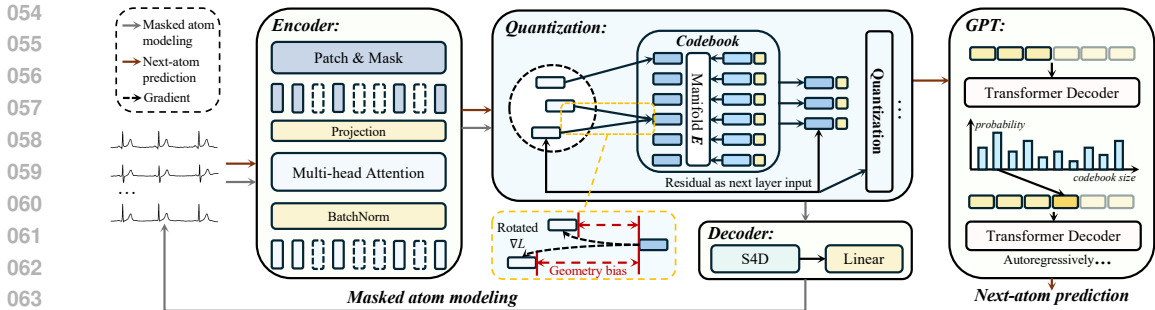 054
055
056
057
058
059
060
061
062
063
Masked atom
modeling
Next-atom
prediction
Gradient
...
Encoder:
Patch & Mask
Projection
Multi-head Attention
BatchNorm
Quantization:
Codebook
Manifold E
Residual as next layer input
Quantization
...
Rotated
∇L
Geometry bias
Decoder:
S4D
Linear
Masked atom modeling
GPT:
Transformer Decoder
probability
codebook size
Transformer Decoder
Autoregressively...
Next-atom prediction